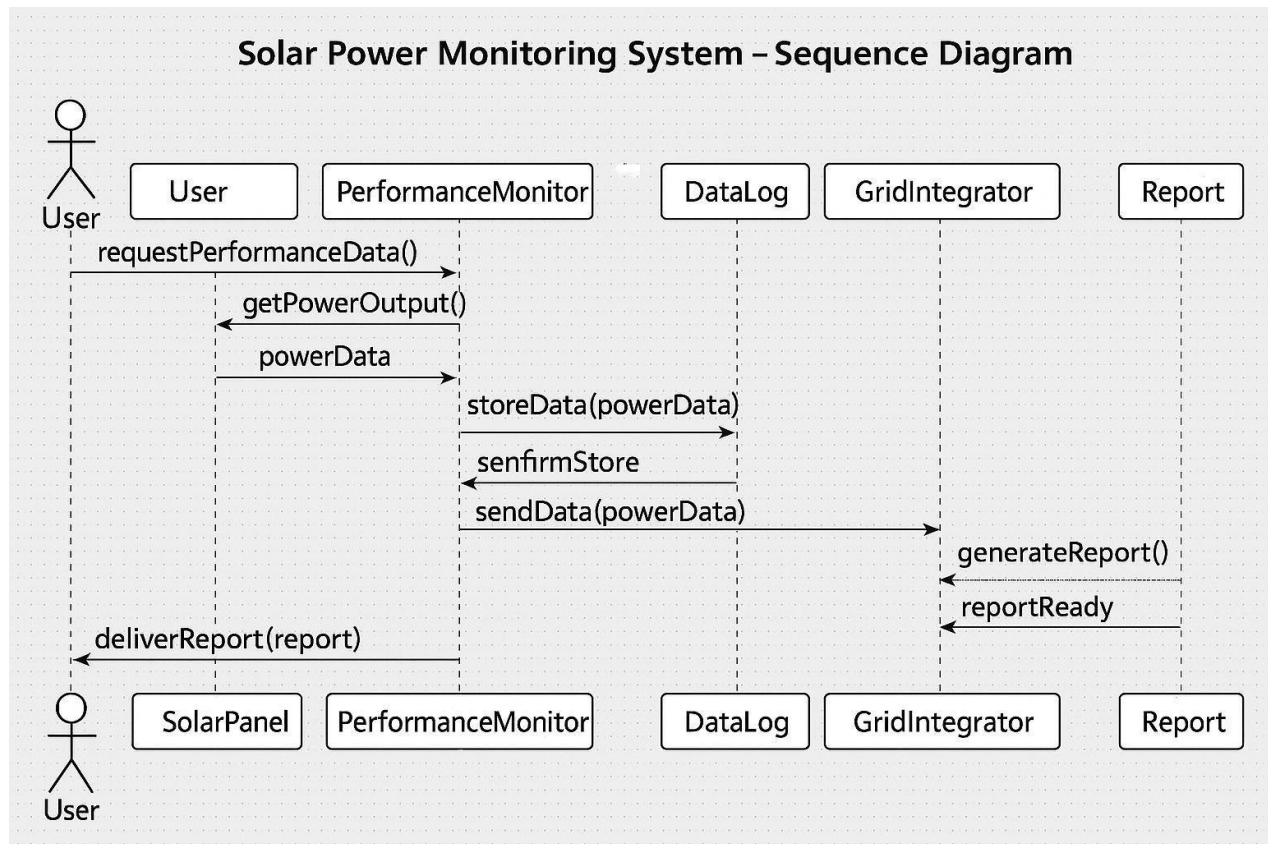 Solar Power Monitoring System – Sequence Diagram
User
User
PerformanceMonitor
DataLog
GridIntegrator
Report
requestPerformanceData()
getPowerOutput()
powerData
storeData(powerData)
senfirmStore
sendData(powerData)
generateReport()
reportReady
deliverReport(report)
User
SolarPanel
PerformanceMonitor
DataLog
GridIntegrator
Report